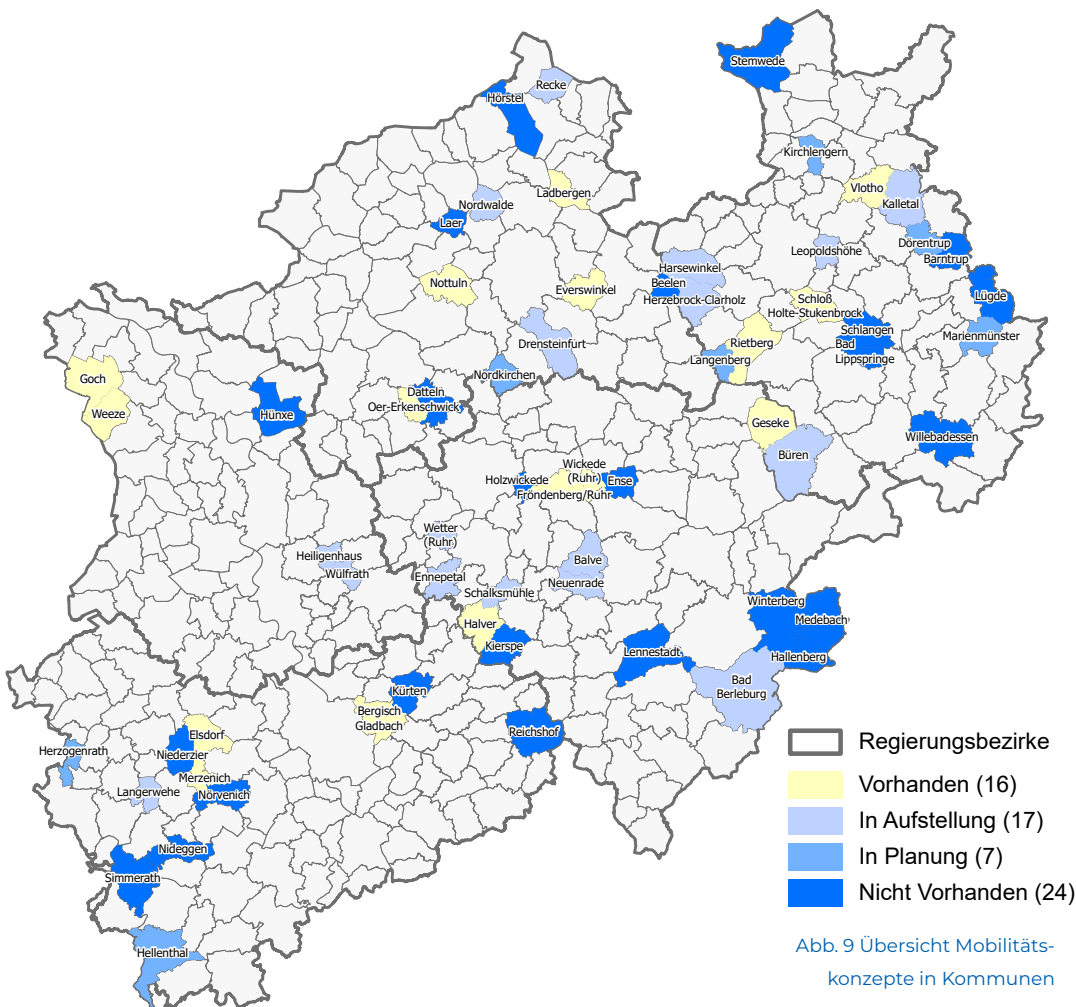 Stemwede
Recke
Hörstel
Kirchlengern
Ladbergen
Vlotho
Nordwalde
Kalletal
Laer
Dörentrup
Leopoldshöhe
Barntrup
Harsewinkel
Nottuln
Everswinkel
Beelen
Herzebrock-Clarholz
Lügde
Schloß
Holte-Stukenbrock
Schlangen
Marienmünster
Drensteinfurt
Rietberg
Bad
Lippspringe
Langenberg
Nordkirchen
Goch
Datteln
Oer-Erkenschwick
Weeze
Hünxe
Geseke
Willebadessen
Büren
Wickede
(Ruhr)
Holzwickede
Ense
Fröndenberg/Ruhr
Wetter
(Ruhr)
Heiligenhaus
Balve
Wülfrath
Ennepetal
Neuenrade
Schalksmühle
Winterberg
Medebach
Halver
Kierspe
Lennestadt
Hallenberg
Bad
Berleburg
Kürten
Bergisch
Gladbach
Reichshof
Elsdorf
Herzogenrath
Niederzier
Merzenich
Langerwehe
Nörvenich
Nideggen
Simmerath
Hellenthal
Regierungsbezirke
Vorhanden (16)
In Aufstellung (17)
In Planung (7)
Nicht Vorhanden (24)
Abb. 9 Übersicht Mobilitäts-
konzepte in Kommunen